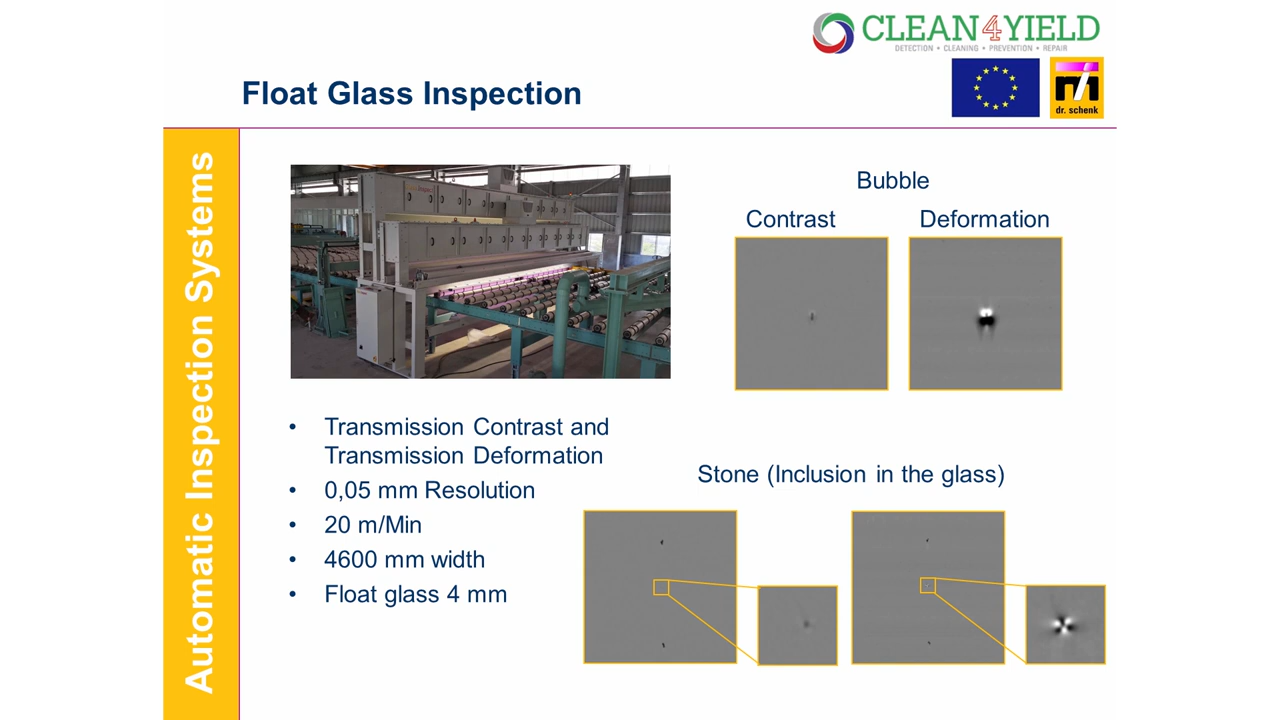 CLEAN4YIELD
DETECTION • CLEANING • PREVENTION • REPAIR
Float Glass Inspection
dr. schenk
Automatic Inspection Systems
Bubble
Contrast Deformation
• Transmission Contrast and
Transmission Deformation
• 0,05 mm Resolution
• 20 m/Min
• 4600 mm width
• Float glass 4 mm
Stone (Inclusion in the glass)